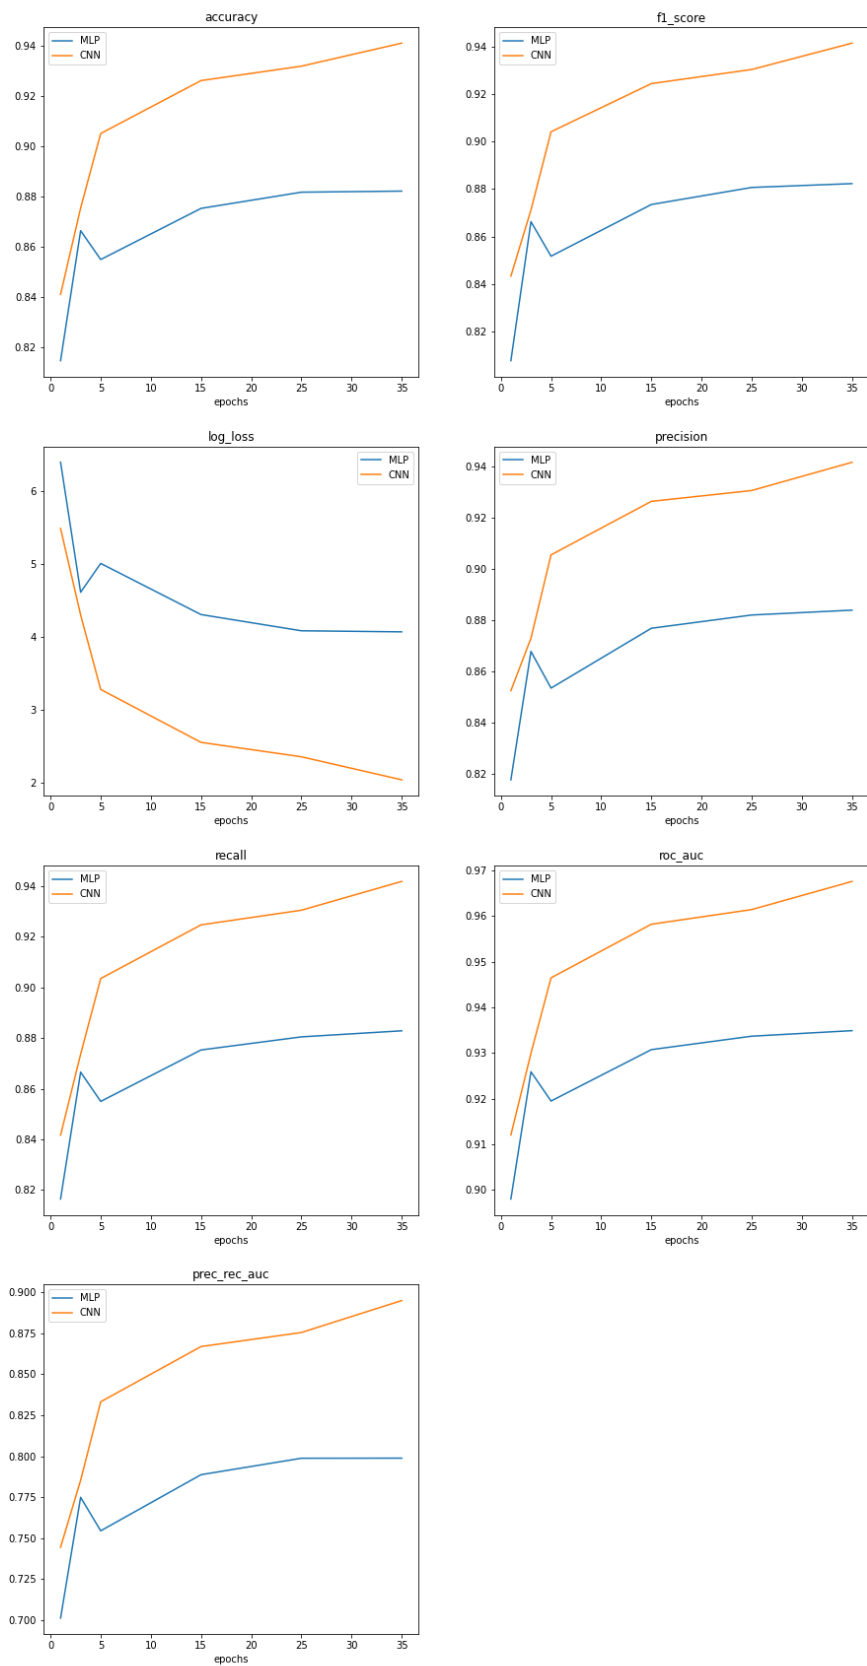 accuracy
MLP
CNN
0.94
0.92
0.90
0.88
0.86
0.84
0.82
0 5 10 15 20 25 30 35
epochs
f1_score
MLP
CNN
0.94
0.92
0.90
0.88
0.86
0.84
0.82
0 5 10 15 20 25 30 35
epochs
log_loss
MLP
CNN
6
5
4
3
2
0 5 10 15 20 25 30 35
epochs
precision
MLP
CNN
0.94
0.92
0.90
0.88
0.86
0.84
0.82
0 5 10 15 20 25 30 35
epochs
recall
MLP
CNN
0.94
0.92
0.90
0.88
0.86
0.84
0.82
0 5 10 15 20 25 30 35
epochs
roc_auc
MLP
CNN
0.97
0.96
0.95
0.94
0.93
0.92
0.91
0.90
0 5 10 15 20 25 30 35
epochs
prec_rec_auc
MLP
CNN
0.900
0.875
0.850
0.825
0.800
0.775
0.750
0.725
0.700
0 5 10 15 20 25 30 35
epochs